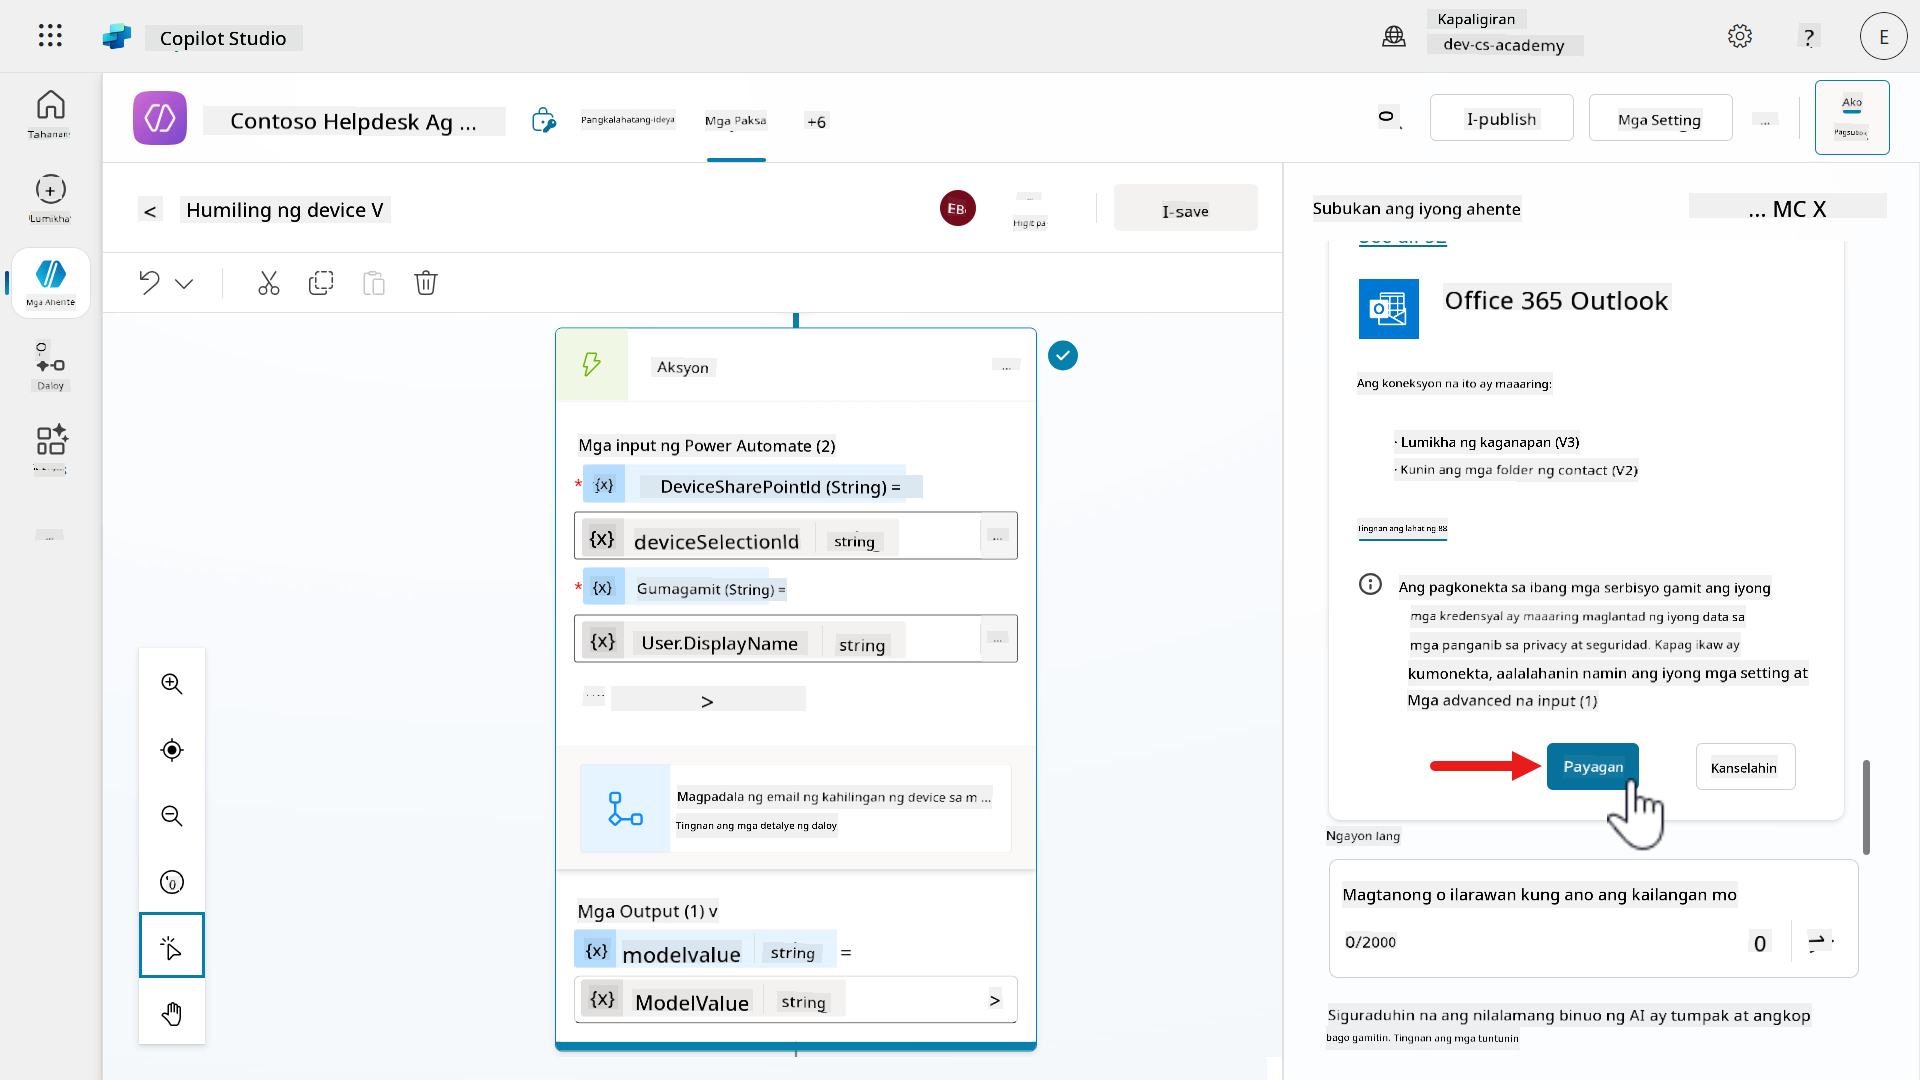 Copilot Studio
Kapaligiran
dev-cs-academy
?
E
Tahanan
Contoso Helpdesk Ag ...
Pangkalahatang-ideya
Mga Paksa
+6
I-publish
Mga Setting
...
Ako
Pagsubok
Lumikha
< Humiling ng device V
EB
Higit pa
I-save
Subukan ang iyong ahente
... MC X
Mga Ahente
Daloy
Aksyon
...
Mga input ng Power Automate (2)
* {x} DeviceSharePointId (String) =
{x} deviceSelectionId string ...
* {x} Gumagamit (String) =
{x} User.DisplayName string ...
.... >
Magpadala ng email ng kahilingan ng device sa m ...
Tingnan ang mga detalye ng daloy
Mga Output (1) v
{x} modelvalue string =
{x} ModelValue string >
Office 365 Outlook
Ang koneksyon na ito ay maaaring:
· Lumikha ng kaganapan (V3)
· Kunin ang mga folder ng contact (V2)
Tingnan ang lahat ng 88
Ang pagkonekta sa ibang mga serbisyo gamit ang iyong
mga kredensyal ay maaaring maglantad ng iyong data sa
mga panganib sa privacy at seguridad. Kapag ikaw ay
kumonekta, aalalahanin namin ang iyong mga setting at
Mga advanced na input (1)
Payagan
Kanselahin
Ngayon lang
Magtanong o ilarawan kung ano ang kailangan mo
0/2000
0
Siguraduhin na ang nilalamang binuo ng AI ay tumpak at angkop
bago gamitin. Tingnan ang mga tuntunin